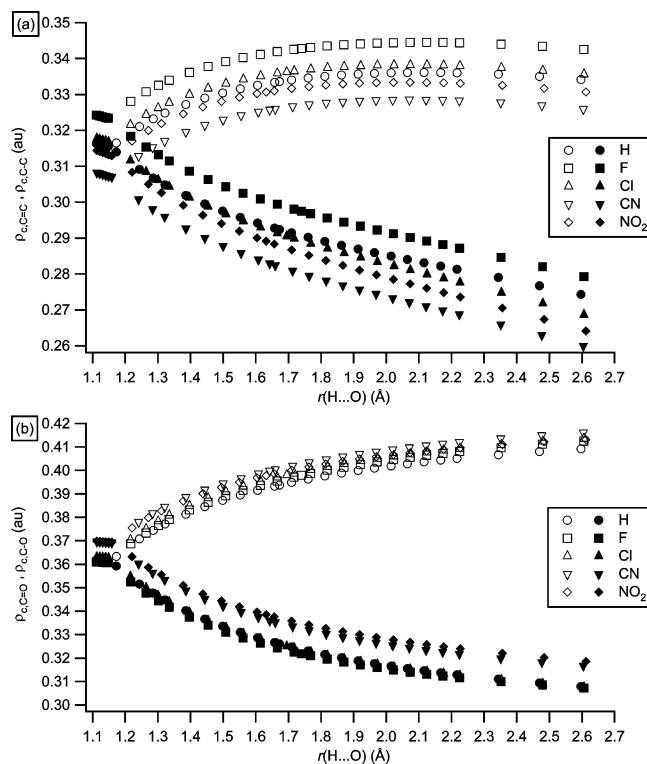 (a)
0.35
0.34
0.33
0.32
0.31
0.30
0.29
0.28
0.27
0.26
ρc,C=C , ρc,C-C (au)
H
F
Cl
CN
NO2
1.1 1.2 1.3 1.4 1.5 1.6 1.7 1.8 1.9 2.0 2.1 2.2 2.3 2.4 2.5 2.6 2.7
r(H...O) (Å)
(b)
0.42
0.41
0.40
0.39
0.38
0.37
0.36
0.35
0.34
0.33
0.32
0.31
0.30
ρc,C=O , ρc,C-O (au)
H
F
Cl
CN
NO2
1.1 1.2 1.3 1.4 1.5 1.6 1.7 1.8 1.9 2.0 2.1 2.2 2.3 2.4 2.5 2.6 2.7
r(H...O) (Å)